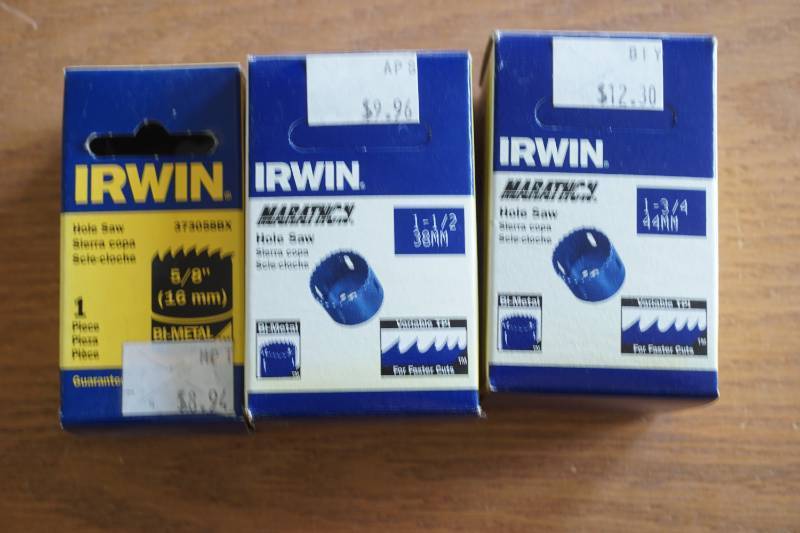 IRWIN.
Hole Saw 373058BX
Sierra copa
Scie-cloche
5/8"
(16 mm)
1
Piece
Pieza
Pièce
BI-METAL
$8.94
AP8
$9.96
IRWIN.
MARATHON
Hole Saw
Sierra copa
Scie-cloche
1-1/2
38MM
Bi-Metal
Variable TPI
For Faster Cuts
TM
$12.30
IRWIN.
MARATHON
Hole Saw
Sierra copa
Scie-cloche
1-3/4
44MM
Bi-Metal
Variable TPI
For Faster Cuts
TM